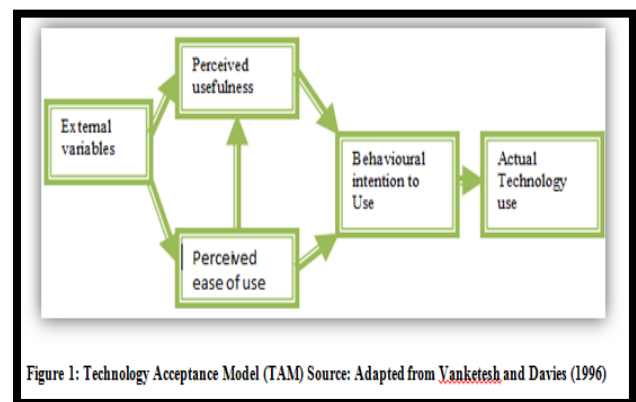 Perceived
usefulness
External
variables
Behavioural
intention to
Use
Actual
Technology
use
Perceived
ease of use
Figure 1: Technology Acceptance Model (TAM) Source: Adapted from Vanketesh and Davies (1996)